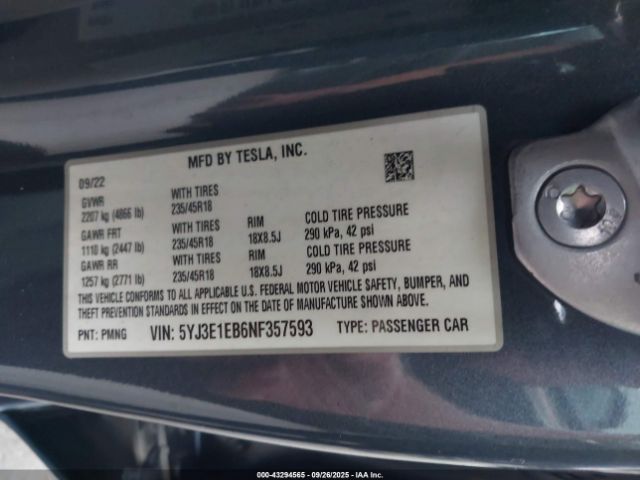 MFD BY TESLA, INC.
09/22
GVWR
2207 kg (4866 lb)
WITH TIRES
235/45R18
GAWR FRT
1110 kg (2447 lb)
WITH TIRES
235/45R18
RIM
18X8.5J
COLD TIRE PRESSURE
290 kPa, 42 psi
GAWR RR
1257 kg (2771 lb)
WITH TIRES
235/45R18
RIM
18X8.5J
COLD TIRE PRESSURE
290 kPa, 42 psi
THIS VEHICLE CONFORMS TO ALL APPLICABLE U.S. FEDERAL MOTOR VEHICLE SAFETY, BUMPER, AND
THEFT PREVENTION STANDARDS IN EFFECT ON THE DATE OF MANUFACTURE SHOWN ABOVE.
PNT: PMNG VIN: 5YJ3E1EB6NF357593 TYPE: PASSENGER CAR
000-43294565 - 09/26/2025 - IAA Inc.